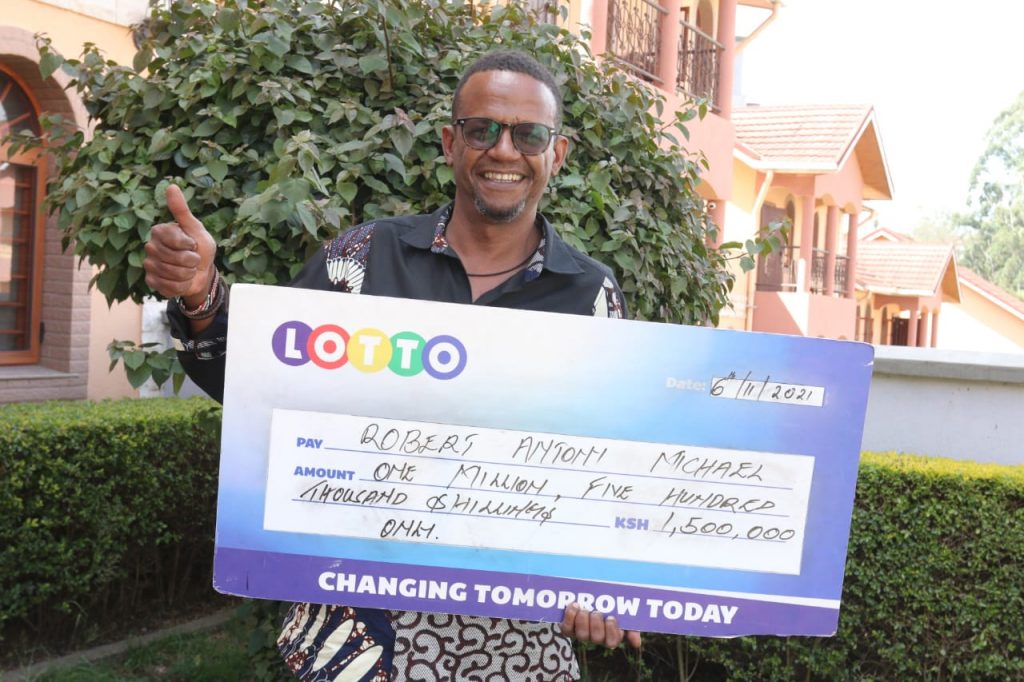 LOTTO
Date: 6th/11/2021
PAY ROBERT ANTONI MICHAEL
AMOUNT ONE MILLION, FIVE HUNDRED
THOUSAND SHILLINGS KSH 1,500,000
ONLY.
CHANGING TOMORROW TODAY